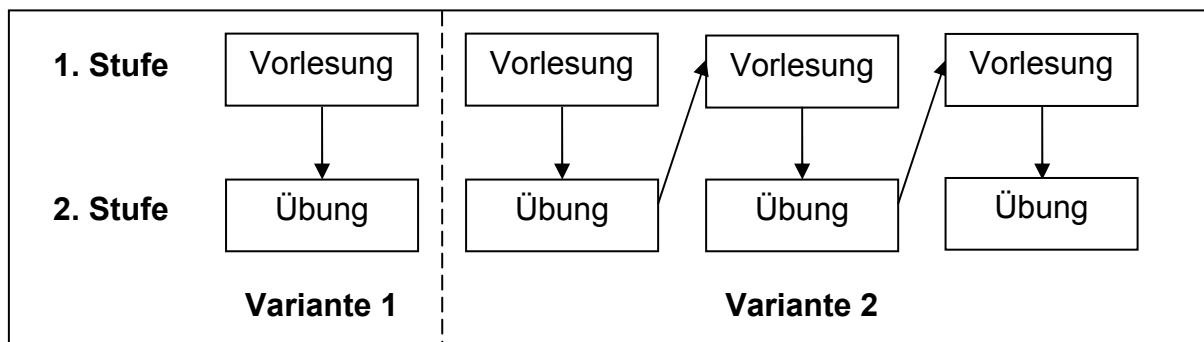 1. Stufe Vorlesung Vorlesung Vorlesung Vorlesung
2. Stufe Übung Übung Übung Übung
Variante 1 Variante 2